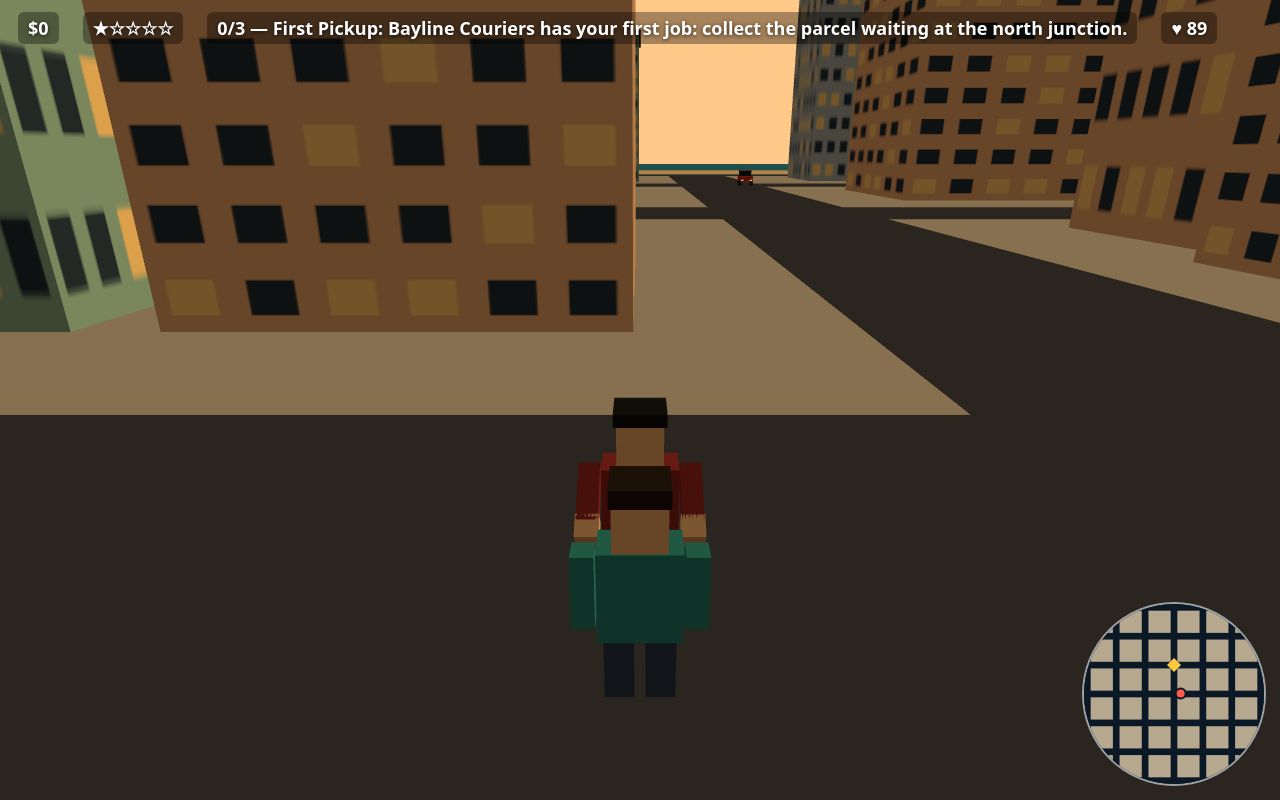 $0 ★☆☆☆☆ 0/3 — First Pickup: Bayline Couriers has your first job: collect the parcel waiting at the north junction. ♥ 89